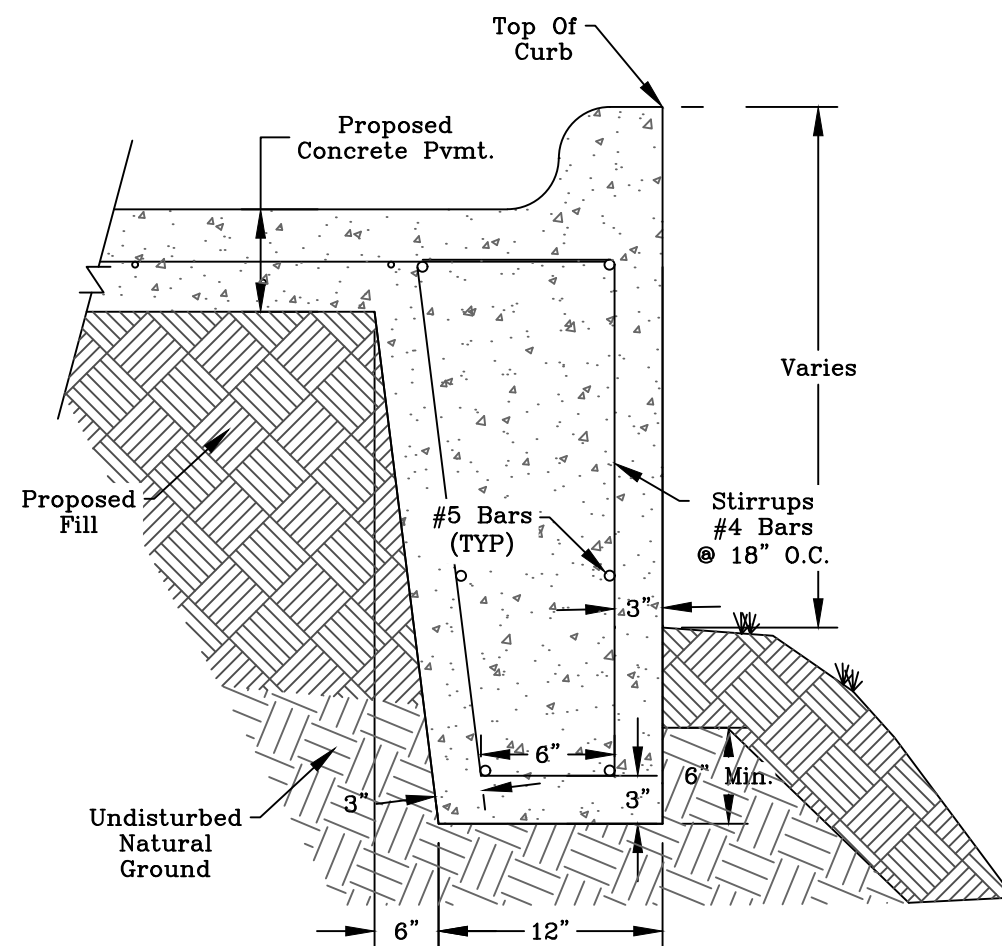 Top Of
Curb
Proposed
Concrete Pvmt.
Varies
Proposed
Fill
#5 Bars
(TYP)
Stirrups
#4 Bars
@ 18" O.C.
3"
6"
6" Min.
3"
3"
Undisturbed
Natural
Ground
6"
12"